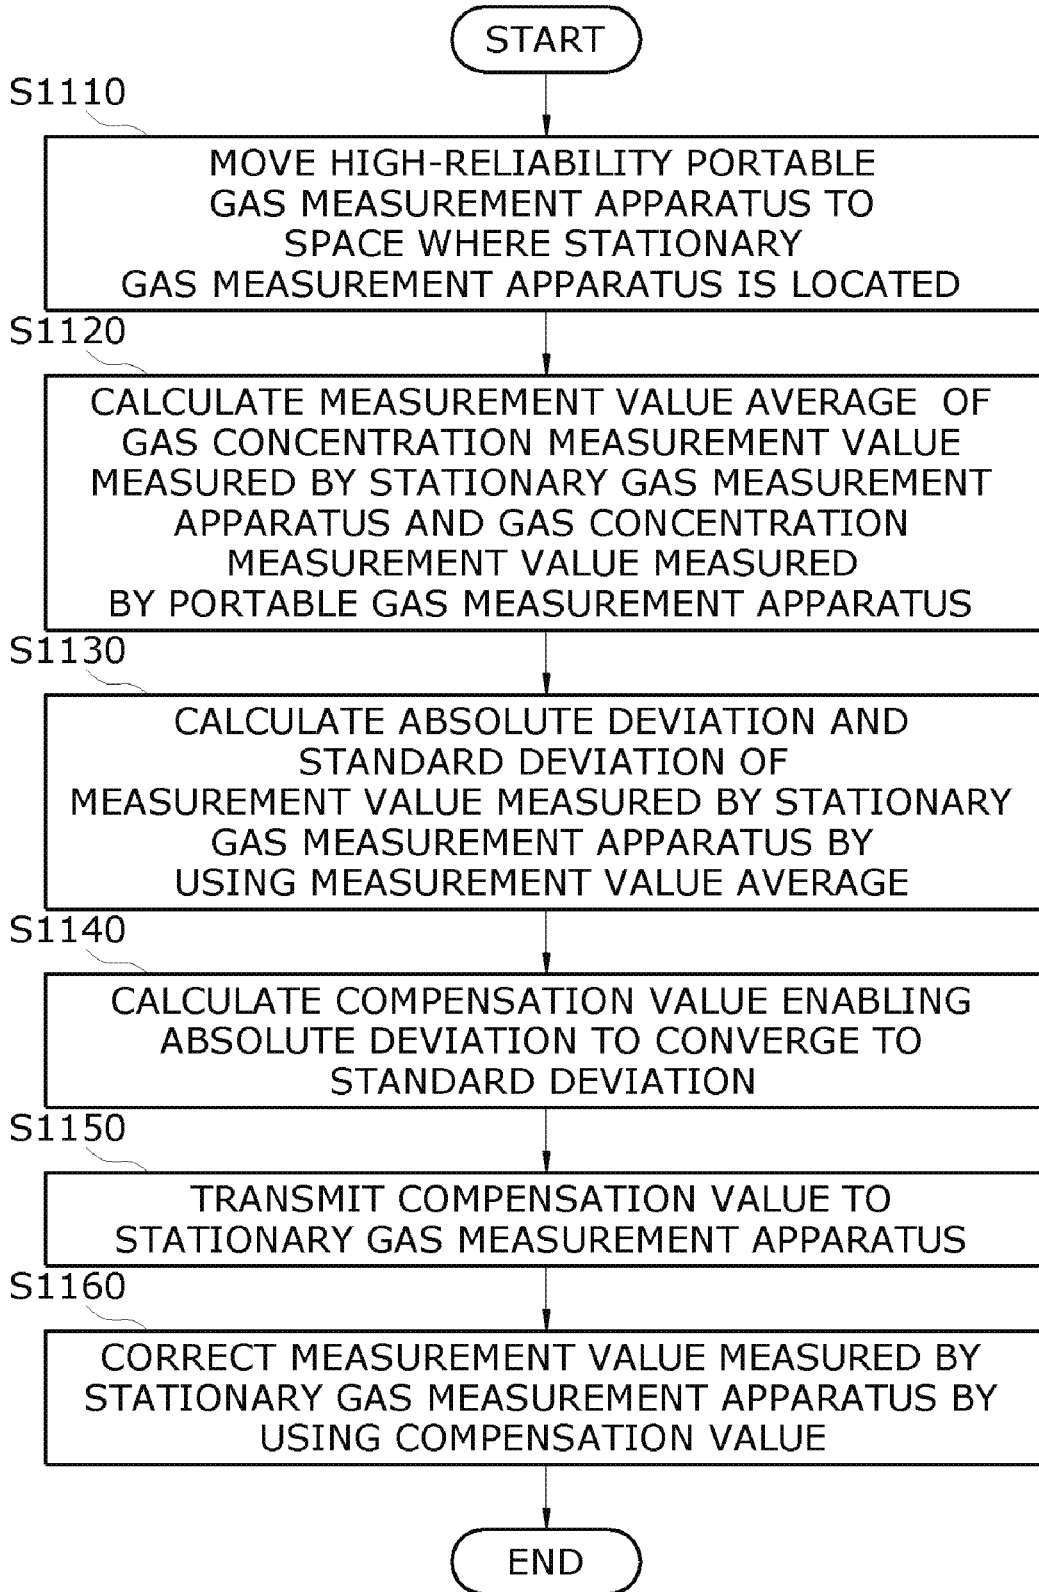 START
S1110
MOVE HIGH-RELIABILITY PORTABLE
GAS MEASUREMENT APPARATUS TO
SPACE WHERE STATIONARY
GAS MEASUREMENT APPARATUS IS LOCATED
S1120
CALCULATE MEASUREMENT VALUE AVERAGE OF
GAS CONCENTRATION MEASUREMENT VALUE
MEASURED BY STATIONARY GAS MEASUREMENT
APPARATUS AND GAS CONCENTRATION
MEASUREMENT VALUE MEASURED
BY PORTABLE GAS MEASUREMENT APPARATUS
S1130
CALCULATE ABSOLUTE DEVIATION AND
STANDARD DEVIATION OF
MEASUREMENT VALUE MEASURED BY STATIONARY
GAS MEASUREMENT APPARATUS BY
USING MEASUREMENT VALUE AVERAGE
S1140
CALCULATE COMPENSATION VALUE ENABLING
ABSOLUTE DEVIATION TO CONVERGE TO
STANDARD DEVIATION
S1150
TRANSMIT COMPENSATION VALUE TO
STATIONARY GAS MEASUREMENT APPARATUS
S1160
CORRECT MEASUREMENT VALUE MEASURED BY
STATIONARY GAS MEASUREMENT APPARATUS BY
USING COMPENSATION VALUE
END